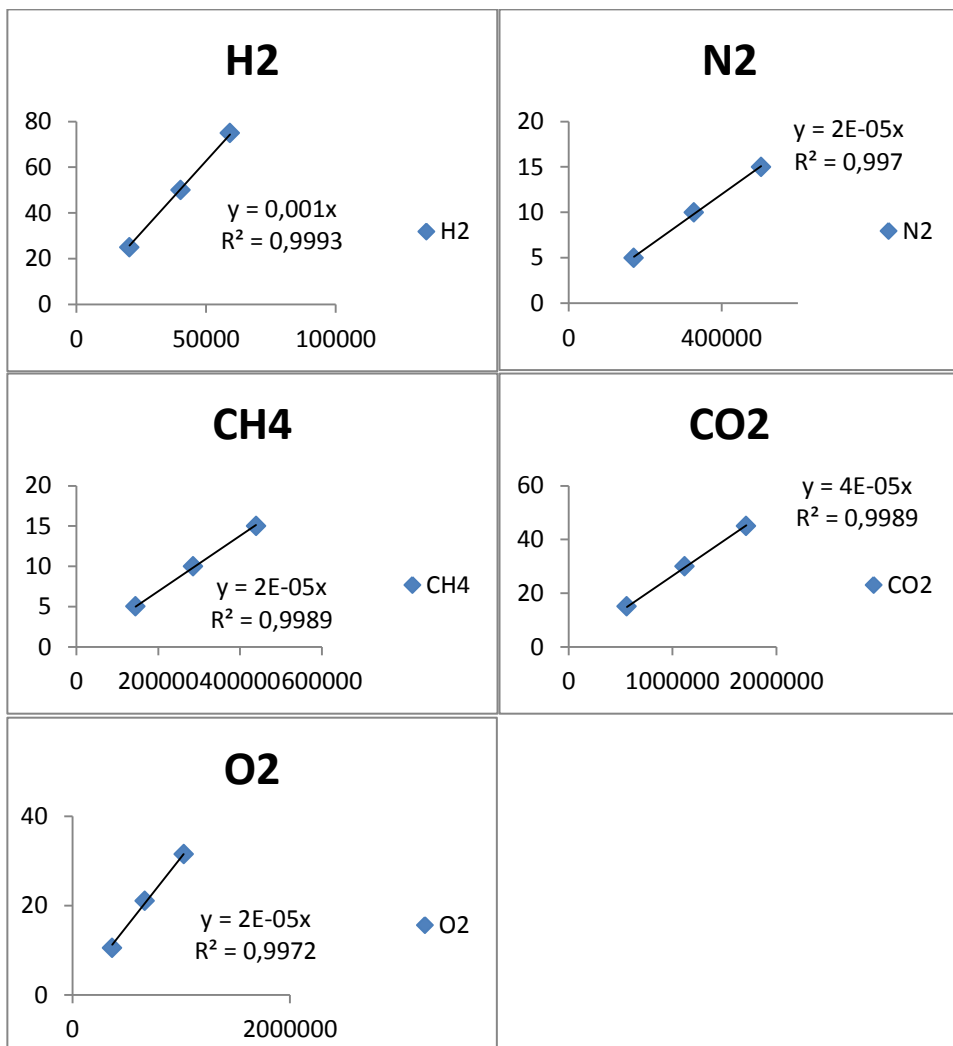 H2
80
60
40
20
0
0 50000 100000
y = 0,001x
R² = 0,9993
H2
N2
20
15
10
5
0
0 400000
y = 2E-05x
R² = 0,997
N2
CH4
20
15
10
5
0
0 200000 400000 600000
y = 2E-05x
R² = 0,9989
CH4
CO2
60
40
20
0
0 1000000 2000000
y = 4E-05x
R² = 0,9989
CO2
O2
40
20
0
0 2000000
y = 2E-05x
R² = 0,9972
O2